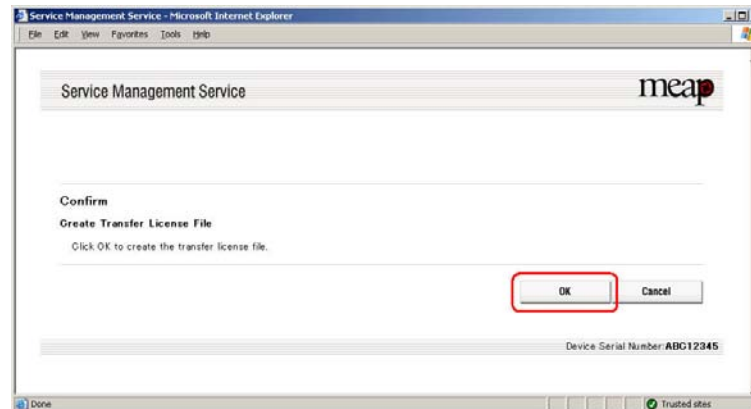 Service Management Service - Microsoft Internet Explorer
File Edit View Favorites Tools Help
Service Management Service
meap
Confirm
Create Transfer License File
Click OK to create the transfer license file.
OK Cancel
Device Serial Number:ABC12345
Done Trusted sites